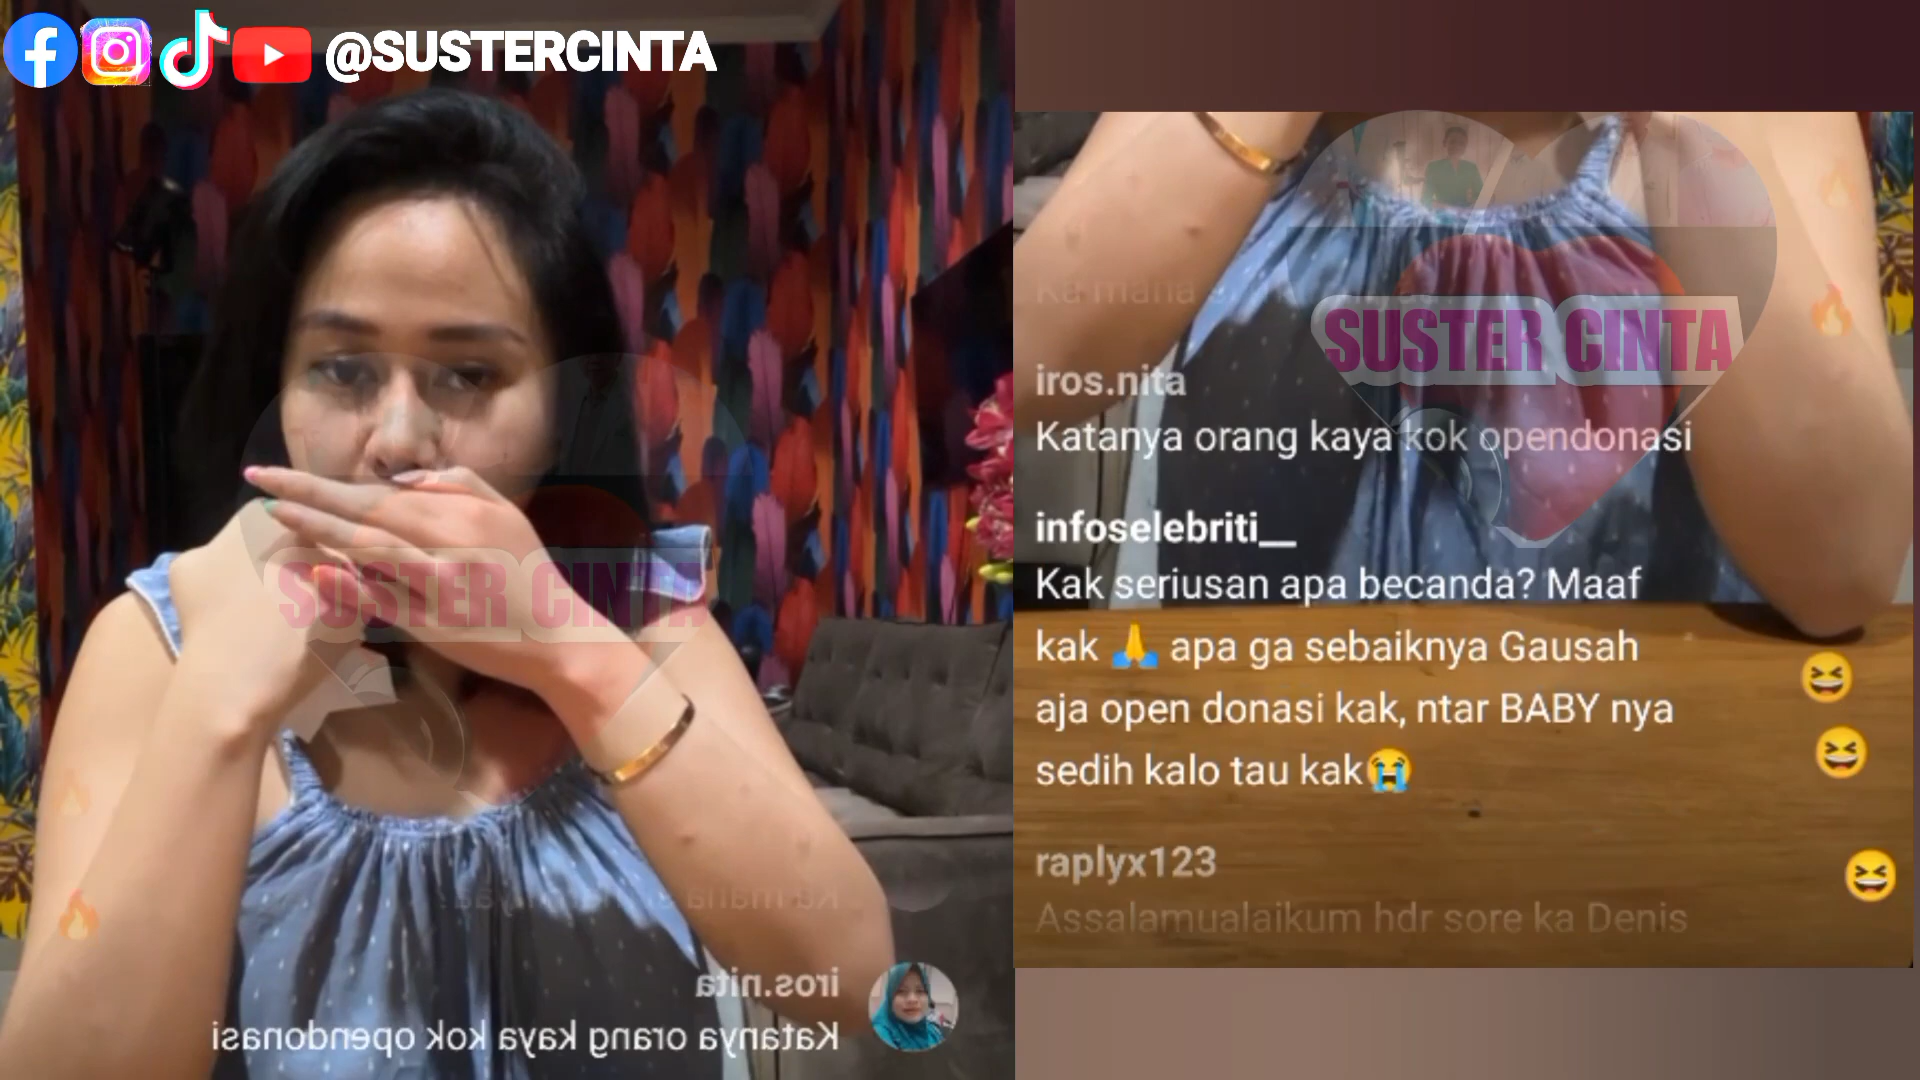 @SUSTERCINTA
SUSTER CINTA
iros.nita
Katanya orang kaya kok opendonasi
SUSTER CINTA
iros.nita
Katanya orang kaya kok opendonasi
infoselebriti__
Kak seriusan apa becanda? Maaf
kak 🙏 apa ga sebaiknya Gausah
aja open donasi kak, ntar BABY nya
sedih kalo tau kak😭
raplyx123
Assalamualaikum hdr sore ka Denis